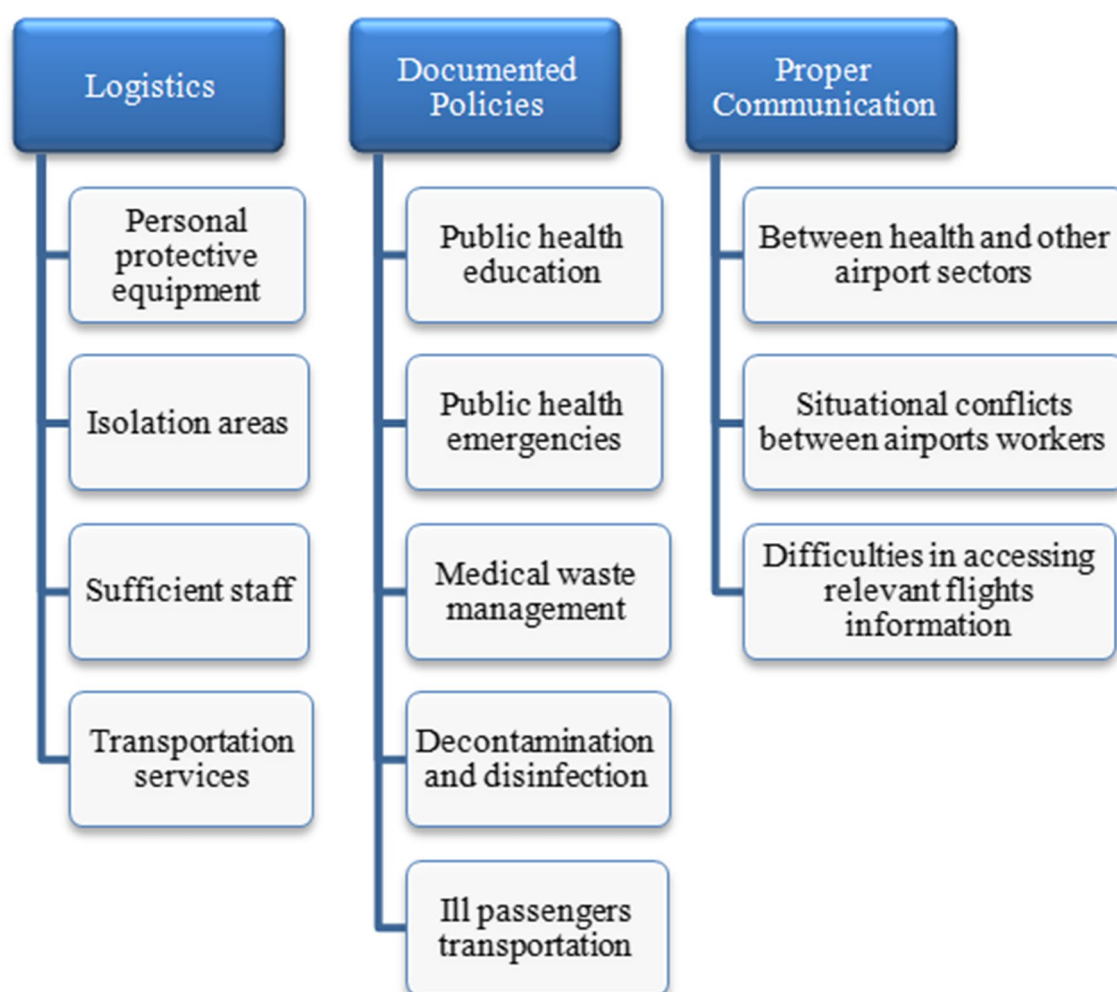 Logistics
Personal
protective
equipment
Isolation areas
Sufficient staff
Transportation
services
Documented
Policies
Public health
education
Public health
emergencies
Medical waste
management
Decontamination
and disinfection
Ill passengers
transportation
Proper
Communication
Between health and other
airport sectors
Situational conflicts
between airports workers
Difficulties in accessing
relevant flights
information